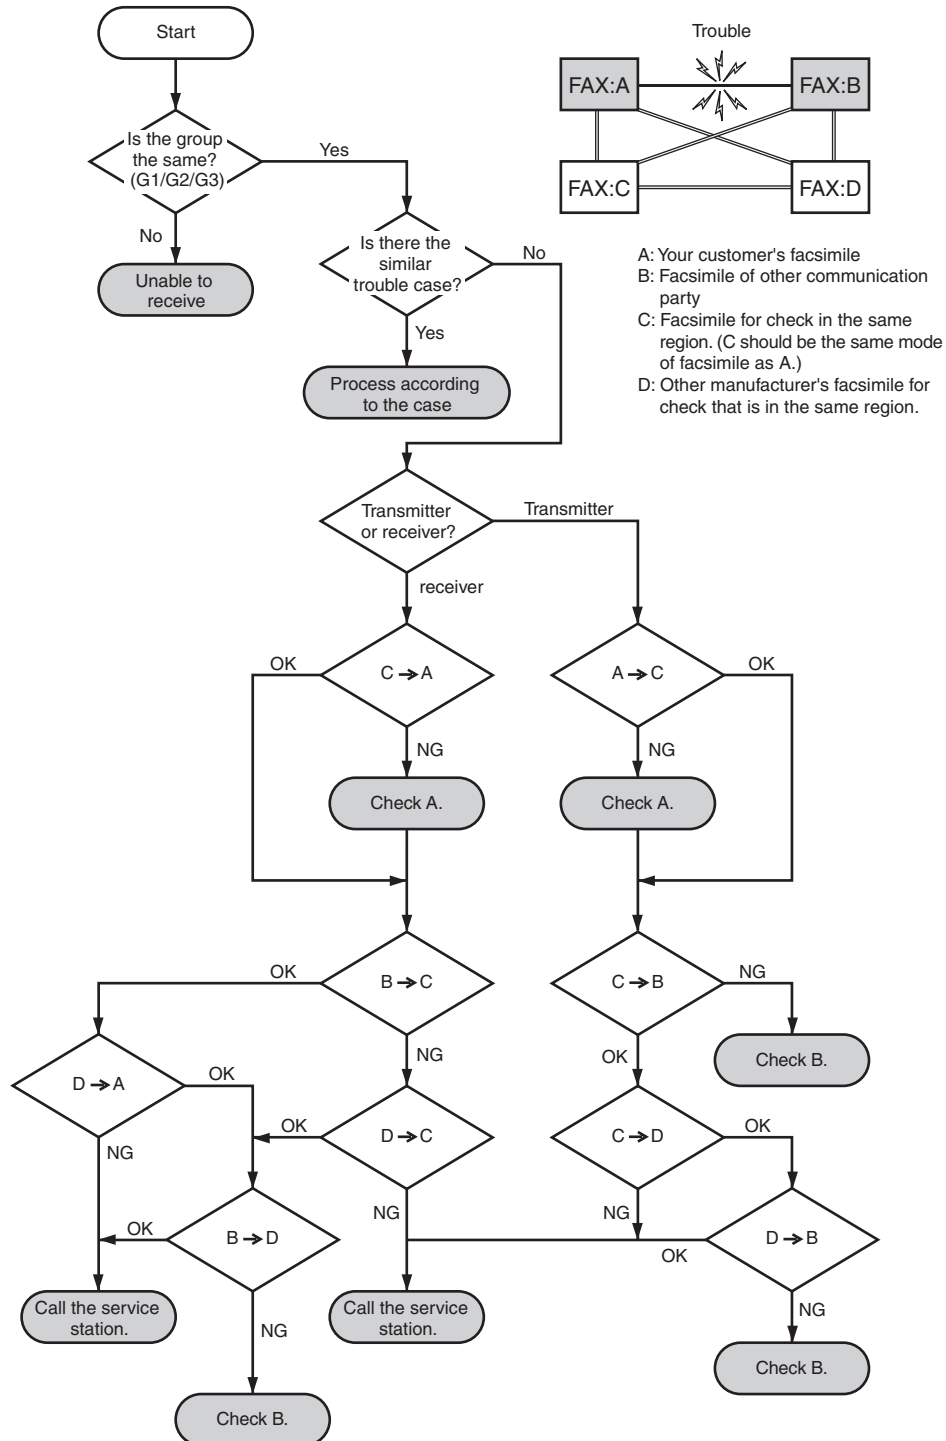 Start
Trouble
FAX:A
FAX:B
FAX:C
FAX:D
Is the group
the same?
(G1/G2/G3)
Yes
No
Unable to
receive
Is there the
similar
trouble case?
No
Yes
Process according
to the case
A: Your customer's facsimile
B: Facsimile of other communication
party
C: Facsimile for check in the same
region. (C should be the same mode
of facsimile as A.)
D: Other manufacturer's facsimile for
check that is in the same region.
Transmitter
or receiver?
Transmitter
receiver
OK
C → A
A → C
OK
NG
NG
Check A.
Check A.
OK
B → C
C → B
NG
NG
OK
Check B.
D → A
OK
OK
D → C
C → D
OK
NG
NG
NG
OK
B → D
OK
D → B
Call the service
station.
Call the service
station.
NG
NG
Check B.
Check B.